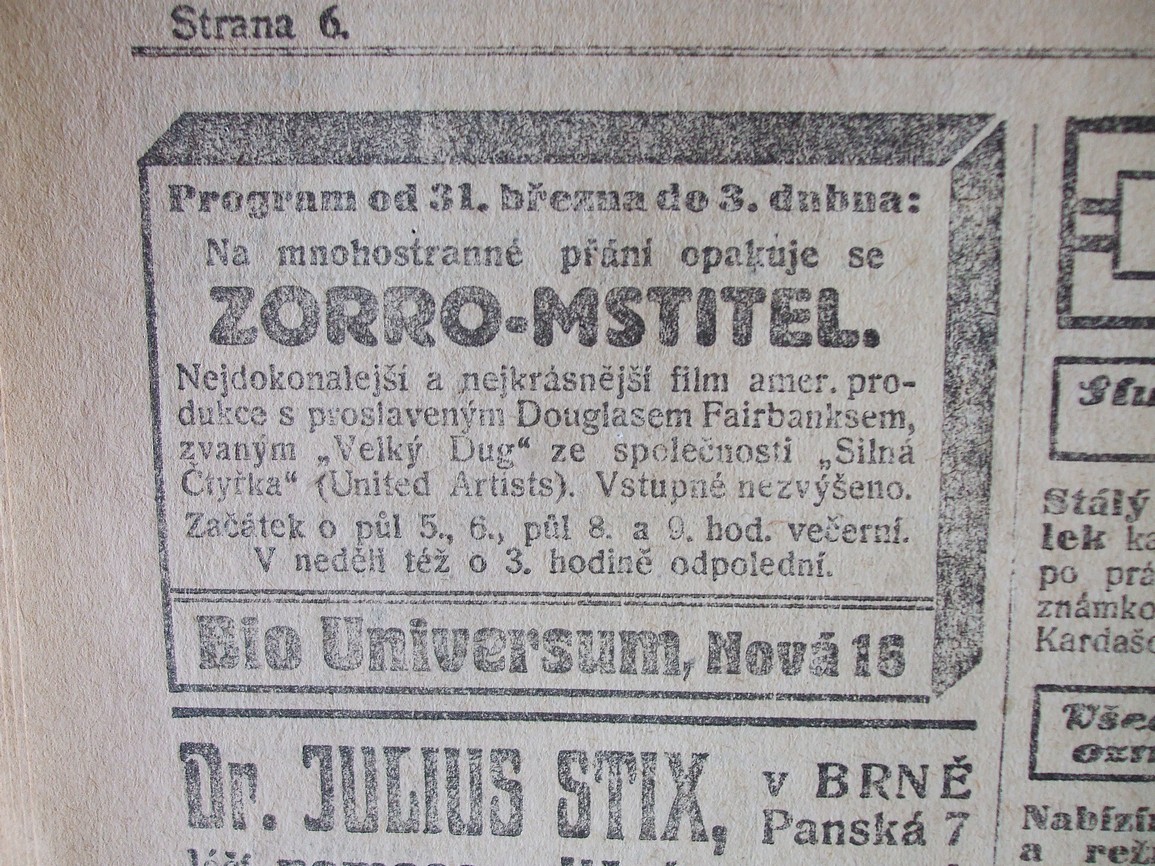 Strana 6.
Program od 31. března do 3. dubna:
Na mnohostranné přání opakuje se
ZORRO-MSTITEL.
Nejdokonalejší a nejkrásnější film amer. pro-
dukce s proslaveným Douglasem Fairbanksem,
zvaným „Velký Dug“ ze společnosti „Silná
Čtyřka“ (United Artists). Vstupné nezvýšeno.
Začátek o půl 5., 6., půl 8. a 9. hod. večerní.
V neděli též o 3. hodině odpolední.
Bio Universum, Nová 16
Dr. JULIUS STIX, v BRNĚ
Panská 7
léčí
Stálý
lek
po
Nabízí
a